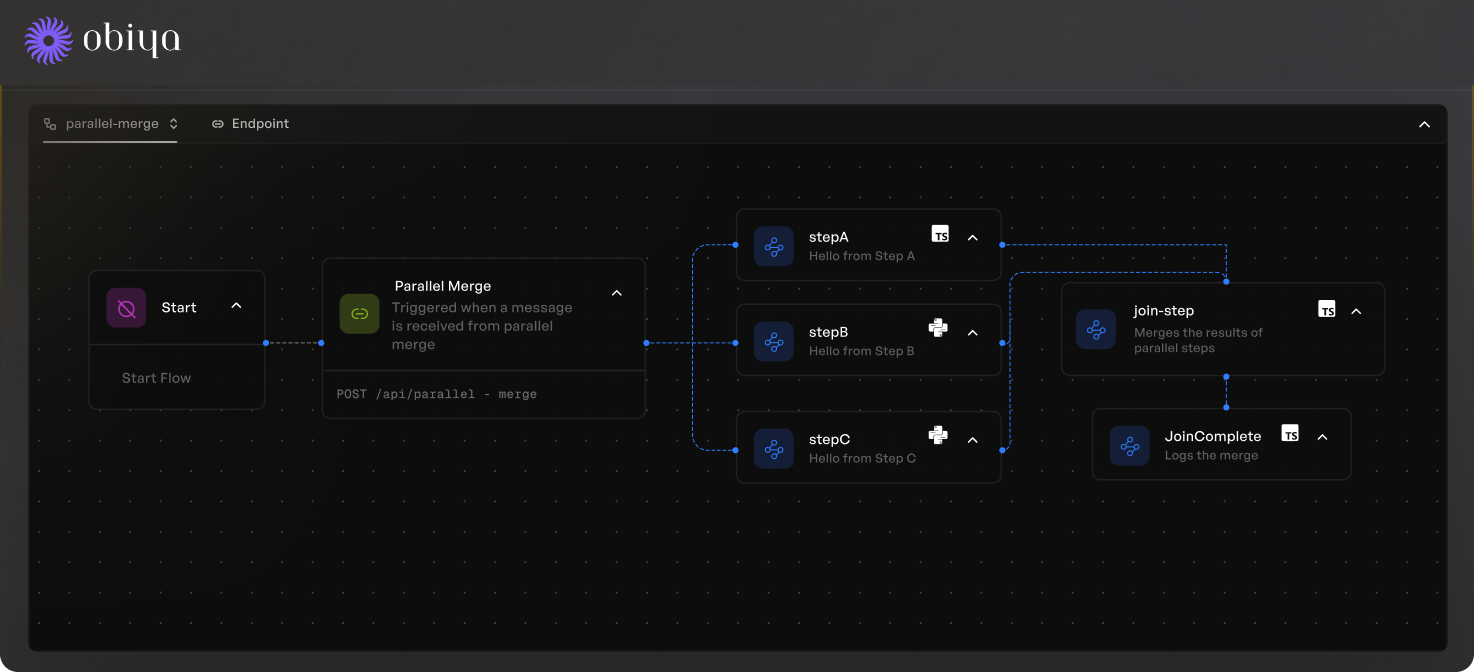 obiya
parallel-merge
Endpoint
Start
Start Flow
Parallel Merge
Triggered when a message
is received from parallel
merge
POST /api/parallel - merge
stepA
TS
Hello from Step A
stepB
Hello from Step B
stepC
Hello from Step C
join-step
TS
Merges the results of
parallel steps
JoinComplete
TS
Logs the merge